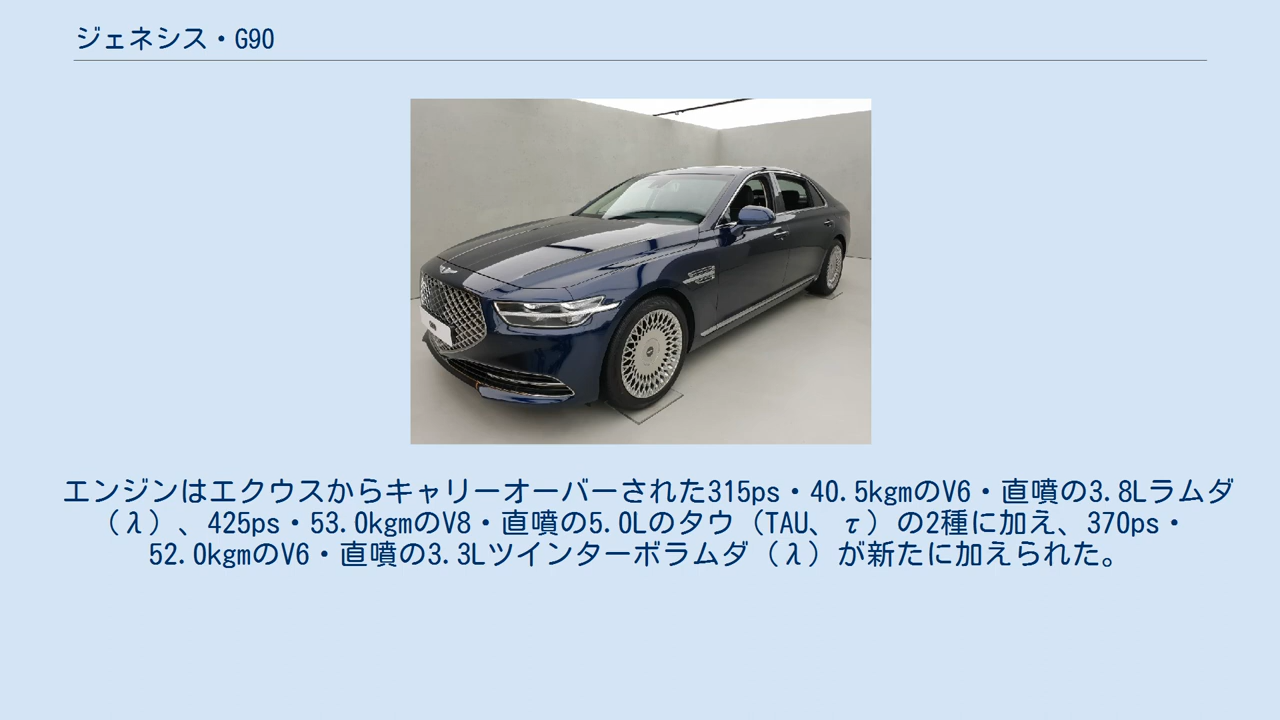 ジェネシス・G90
エンジンはエクウスからキャリーオーバーされた315ps・40.5kgmのV6・直噴の3.8Lラムダ
（λ）、425ps・53.0kgmのV8・直噴の5.0Lのタウ（TAU、τ）の2種に加え、370ps・
52.0kgmのV6・直噴の3.3Lツインターボラムダ（λ）が新たに加えられた。